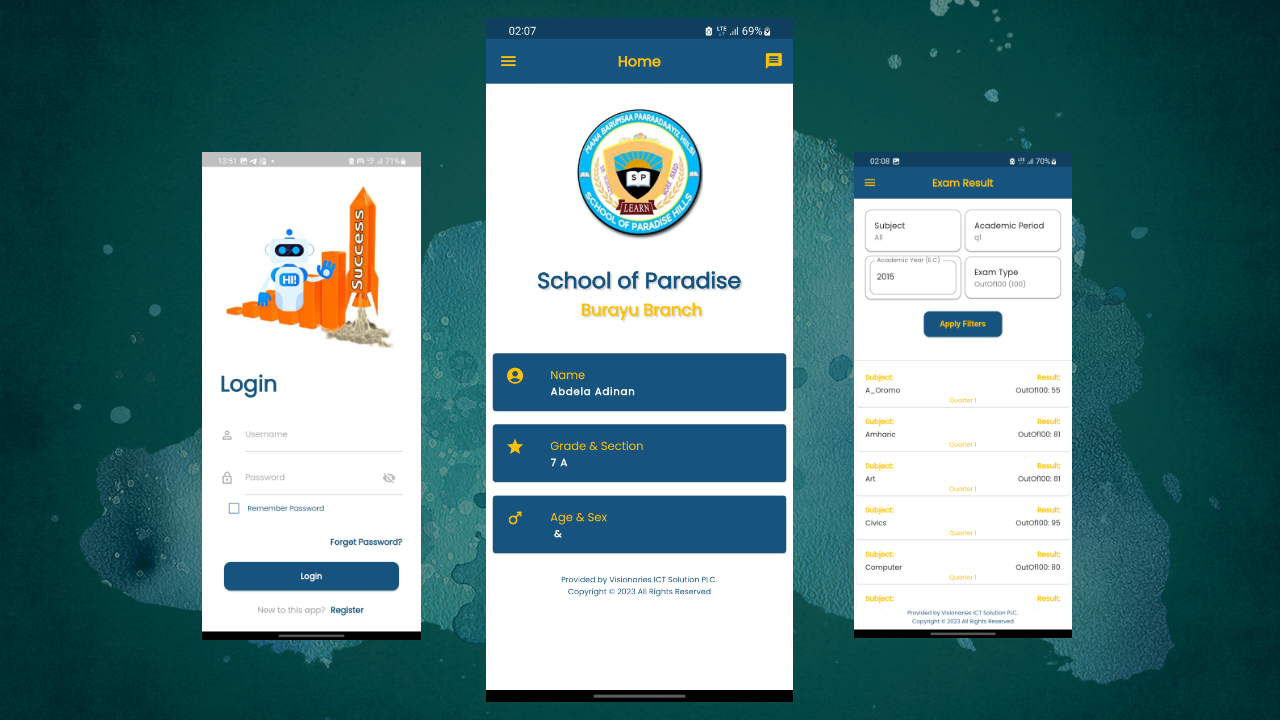 13:51
71%
HI!
Success
Login
Username
Password
Remember Password
Forget Password?
Login
New to this app? Register
02:07
LTE
69%
Home
MANA BARUMSAA PAARAADAAYIZ HILLS
SP
WORK HARD
LEARN
SCHOOL OF PARADISE HILLS
School of Paradise
Burayu Branch
Name
Abdela Adinan
Grade & Section
7 A
Age & Sex
&
Provided by Visionaries ICT Solution PLC.
Copyright © 2023 All Rights Reserved
02:08
70%
Exam Result
Subject
All
Academic Period
q1
Academic Year (E.C)
2015
Exam Type
OutOf100 (100)
Apply Filters
Subject: Result:
A_Oromo OutOf100: 55
Quarter 1
Subject: Result:
Amharic OutOf100: 81
Quarter 1
Subject: Result:
Art OutOf100: 81
Quarter 1
Subject: Result:
Civics OutOf100: 95
Quarter 1
Subject: Result:
Computer OutOf100: 80
Quarter 1
Subject: Result:
Provided by Visionaries ICT Solution PLC.
Copyright © 2023 All Rights Reserved